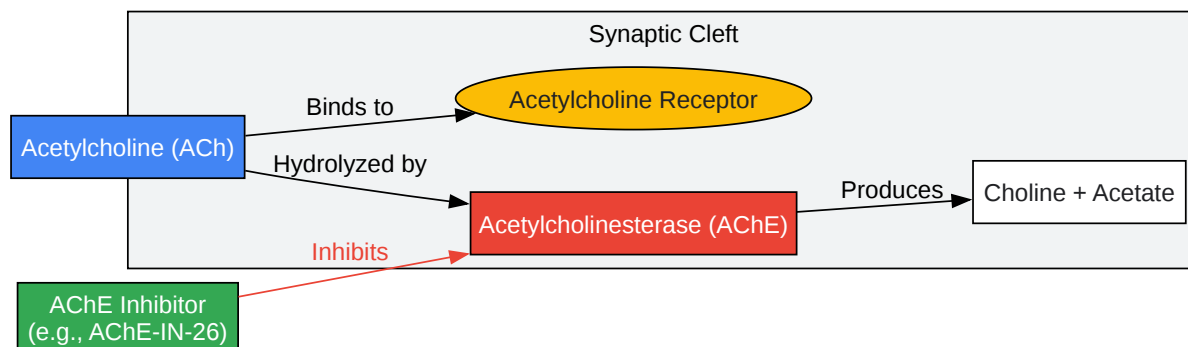 Synaptic Cleft
Acetylcholine Receptor
Binds to
Acetylcholine (ACh)
Hydrolyzed by
Acetylcholinesterase (AChE)
Produces
Choline + Acetate
Inhibits
AChE Inhibitor
(e.g., AChE-IN-26)